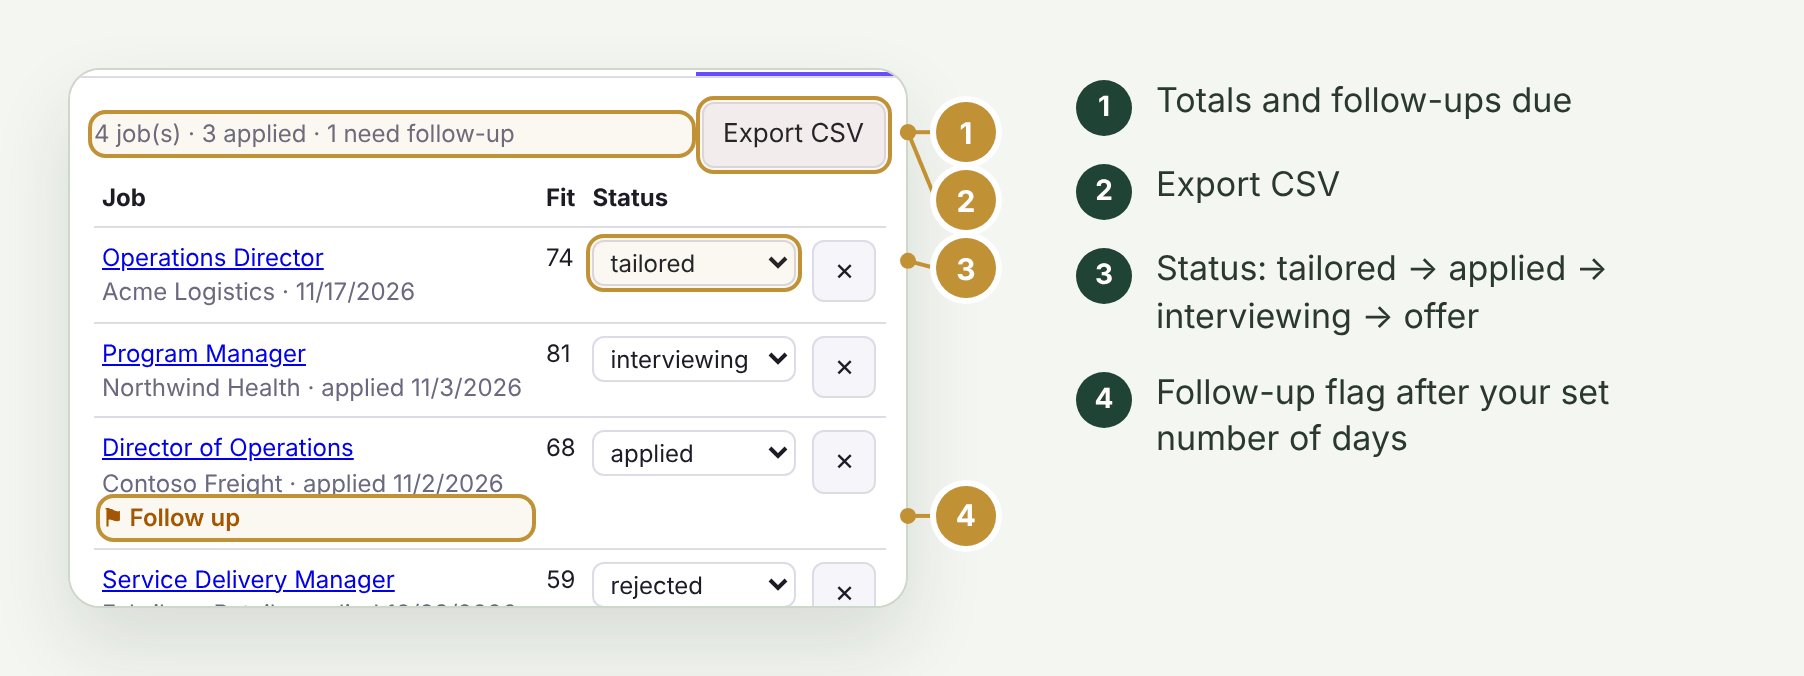 4 job(s) · 3 applied · 1 need follow-up
Export CSV
Job Fit Status
Operations Director 74 tailored ✕
Acme Logistics · 11/17/2026
Program Manager 81 interviewing ✕
Northwind Health · applied 11/3/2026
Director of Operations 68 applied ✕
Contoso Freight · applied 11/2/2026
⚑ Follow up
Service Delivery Manager 59 rejected ✕
1
2
3
4
1 Totals and follow-ups due
2 Export CSV
3 Status: tailored → applied →
interviewing → offer
4 Follow-up flag after your set
number of days